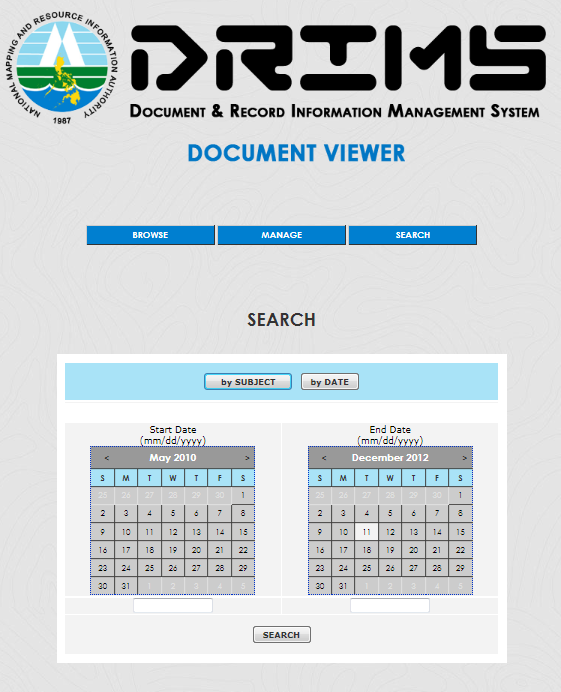 NATIONAL MAPPING AND RESOURCE INFORMATION AUTHORITY
1987
DRIMS
DOCUMENT & RECORD INFORMATION MANAGEMENT SYSTEM
DOCUMENT VIEWER
BROWSE MANAGE SEARCH
SEARCH
by SUBJECT by DATE
Start Date
(mm/dd/yyyy)
< May 2010 >
S M T W T F S
25 26 27 28 29 30 1
2 3 4 5 6 7 8
9 10 11 12 13 14 15
16 17 18 19 20 21 22
23 24 25 26 27 28 29
30 31 1 2 3 4 5
End Date
(mm/dd/yyyy)
< December 2012 >
S M T W T F S
25 26 27 28 29 30 1
2 3 4 5 6 7 8
9 10 11 12 13 14 15
16 17 18 19 20 21 22
23 24 25 26 27 28 29
30 31 1 2 3 4 5
SEARCH